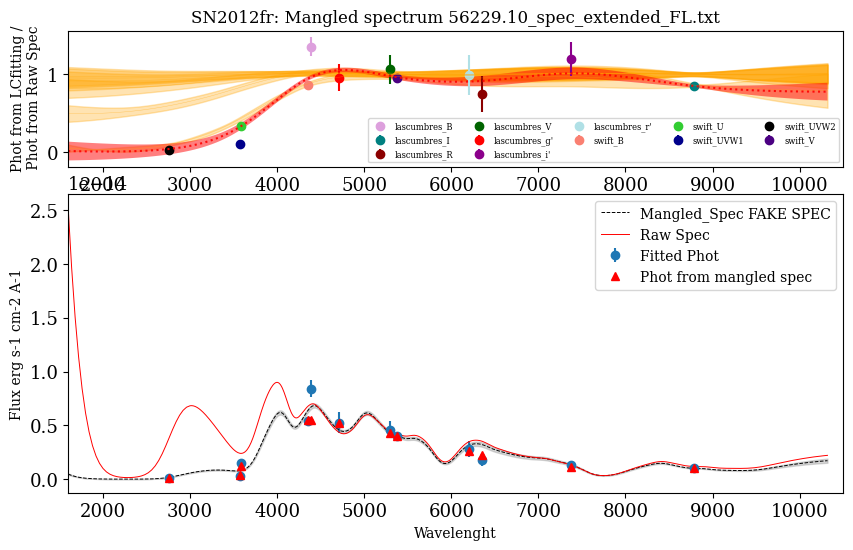 SN2012fr: Mangled spectrum 56229.10_spec_extended_FL.txt
Phot from LCfitting /
Phot from Raw Spec
1
0
lascumbres_B
lascumbres_I
lascumbres_R
lascumbres_V
lascumbres_g'
lascumbres_i'
lascumbres_r'
swift_B
swift_U
swift_UVW1
swift_UVW2
swift_V
2000 3000 4000 5000 6000 7000 8000 9000 10000
1e−14
Flux erg s-1 cm-2 A-1
2.5
2.0
1.5
1.0
0.5
0.0
Mangled_Spec FAKE SPEC
Raw Spec
Fitted Phot
Phot from mangled spec
2000 3000 4000 5000 6000 7000 8000 9000 10000
Wavelenght